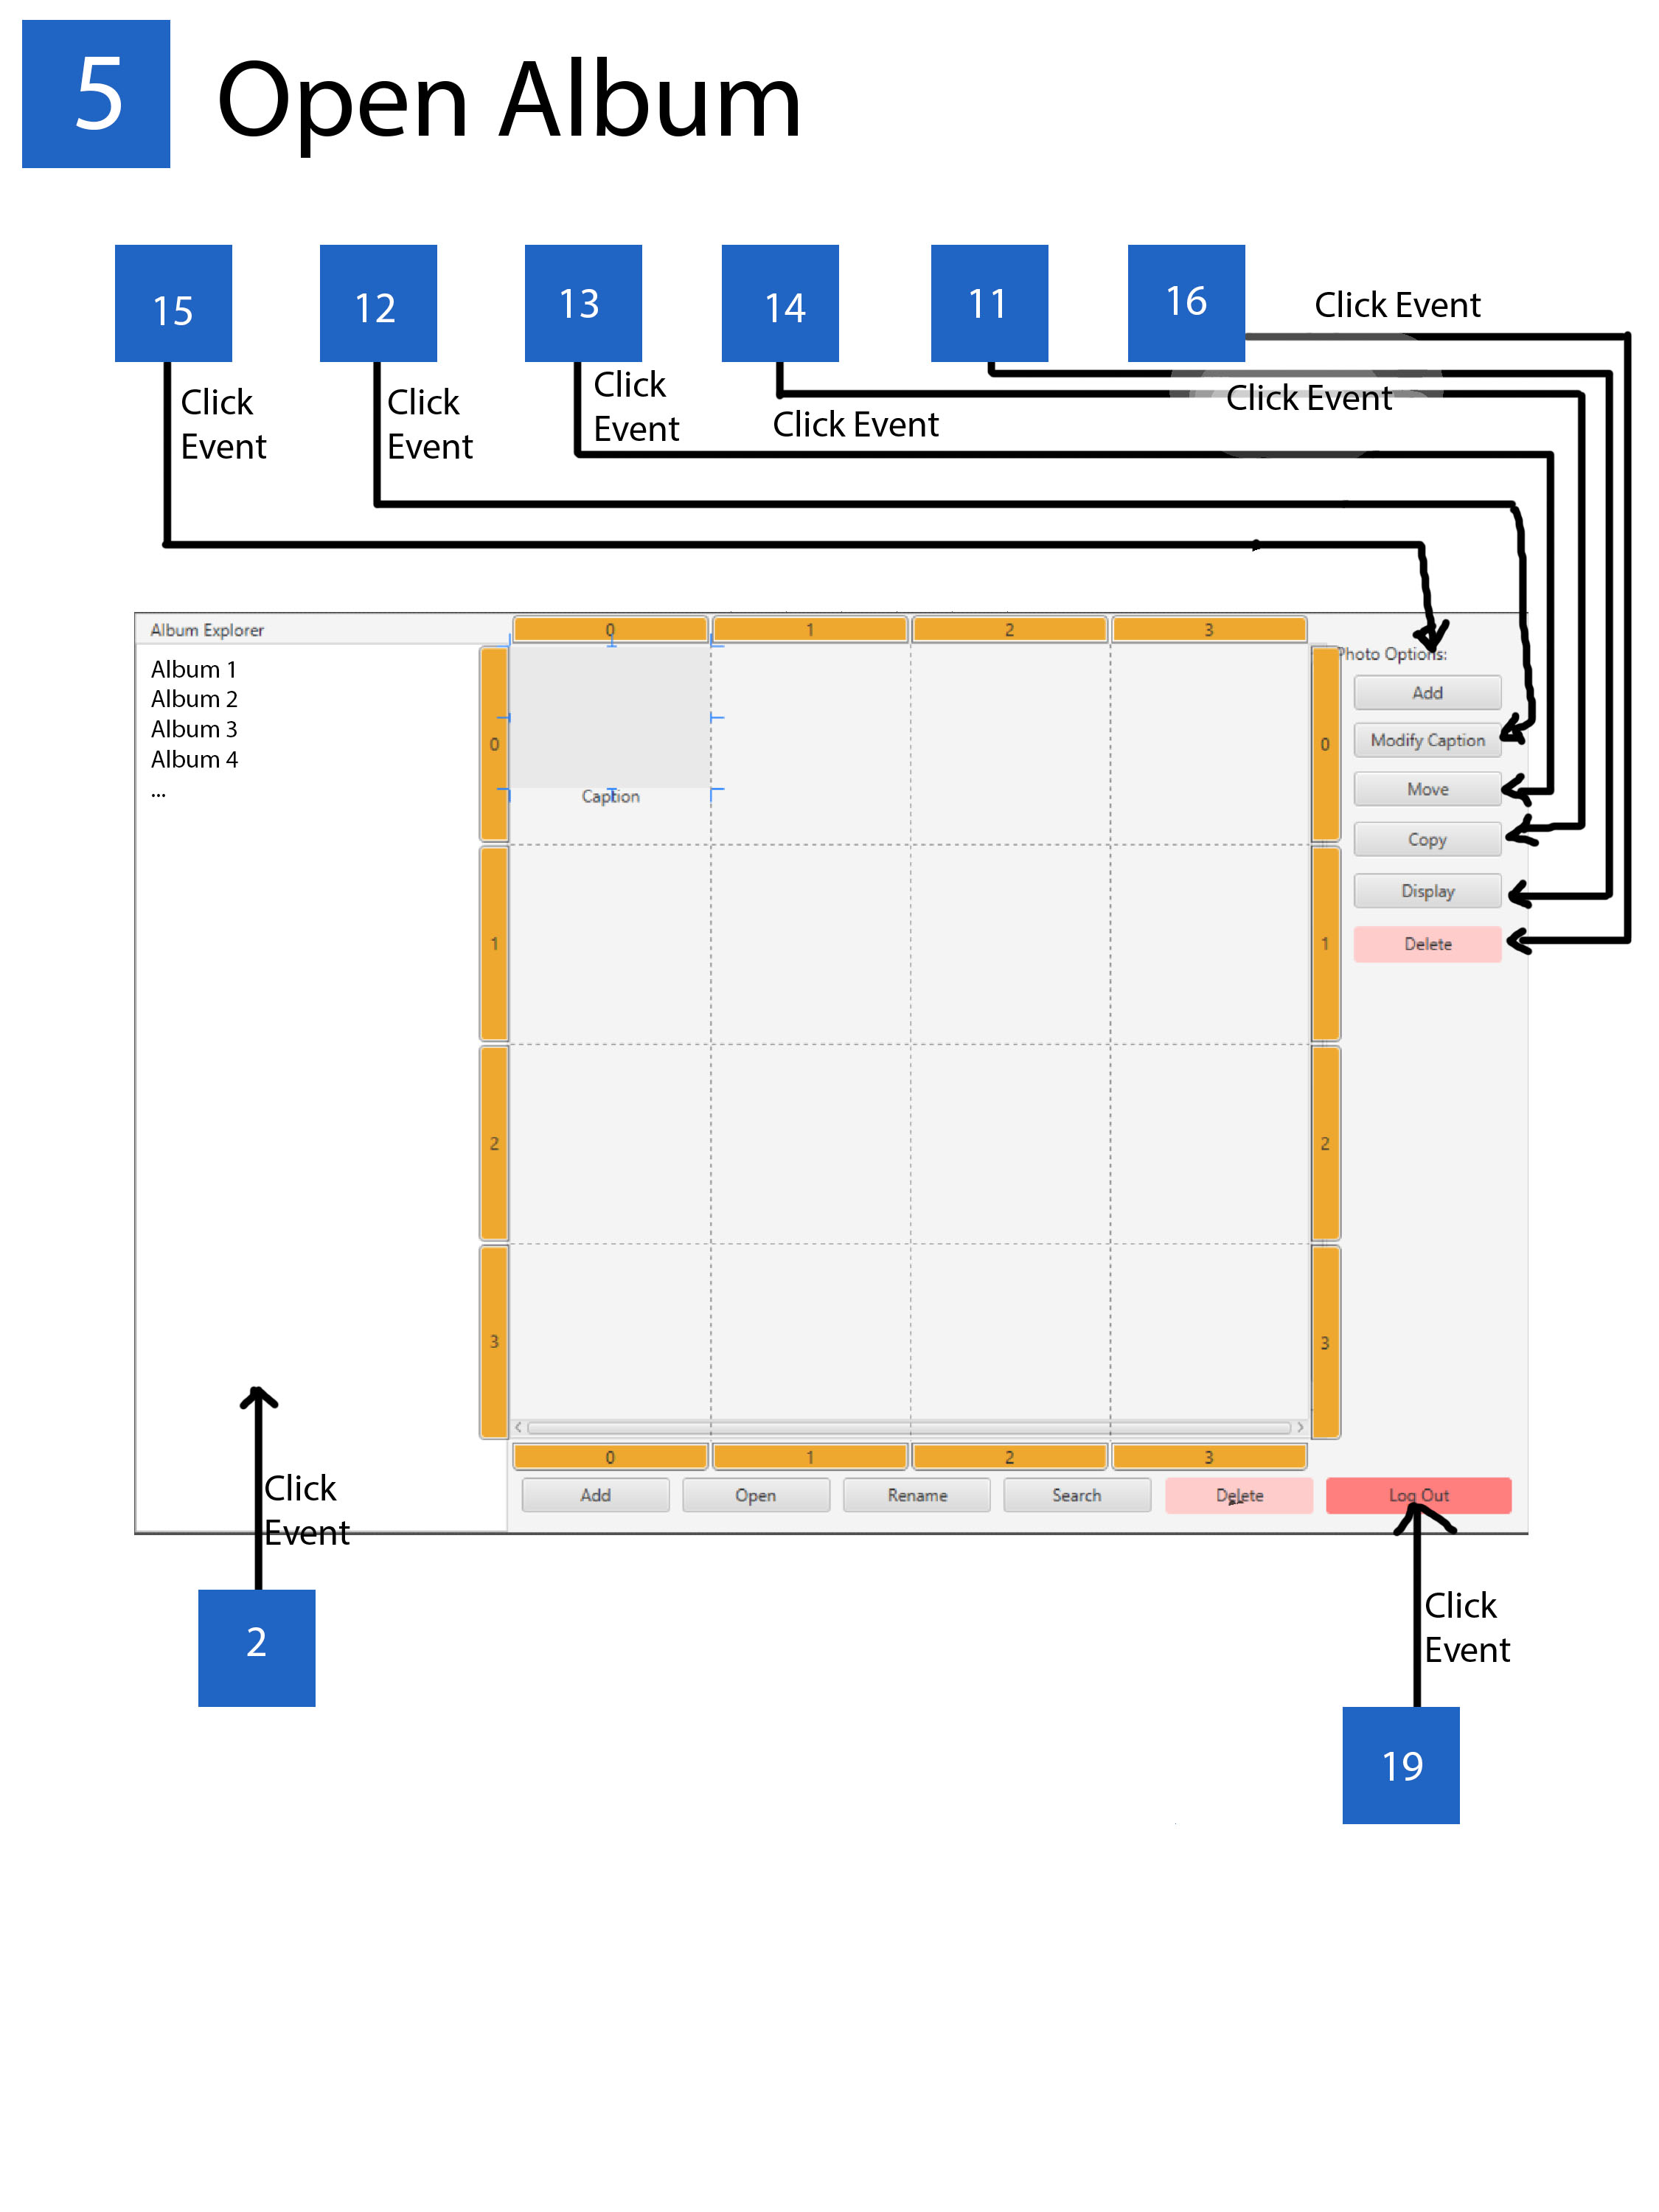 5
Open Album
15
12
13
14
11
16
Click Event
Click
Event
Click
Event
Click
Event
Click Event
Click Event
Album Explorer
0
1
2
3
Album 1
Album 2
Album 3
Album 4
...
0
1
2
3
Caption
0
1
2
3
Photo Options:
Add
Modify Caption
Move
Copy
Display
Delete
0
1
2
3
Add
Open
Rename
Search
Delete
Log Out
Click
Event
2
Click
Event
19